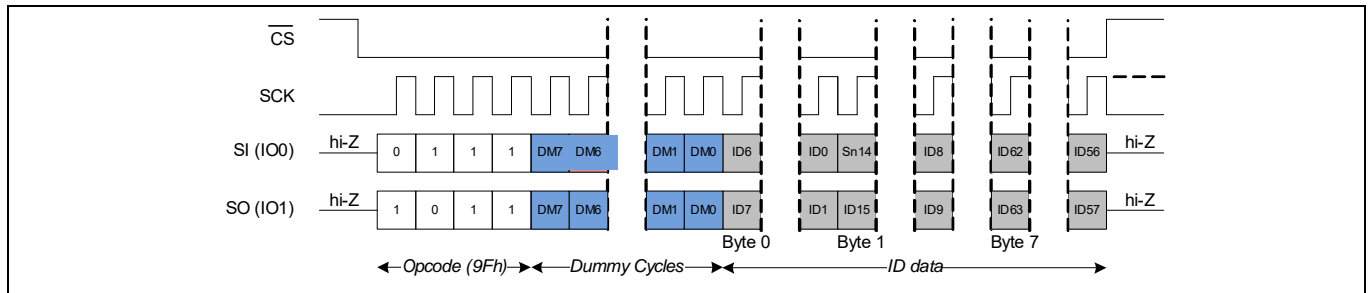 CS
SCK
SI (IO0) hi-Z 0 1 1 1 DM7 DM6 DM1 DM0 ID6 ID0 Sn14 ID8 ID62 ID56 hi-Z
SO (IO1) hi-Z 1 0 1 1 DM7 DM6 DM1 DM0 ID7 ID1 ID15 ID9 ID63 ID57 hi-Z
Byte 0 Byte 1 Byte 7
Opcode (9Fh) Dummy Cycles ID data